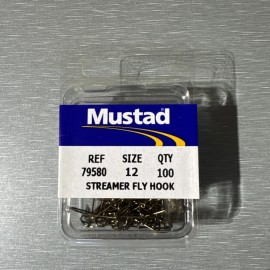 Mustad
REF SIZE QTY
79580 12 100
STREAMER FLY HOOK